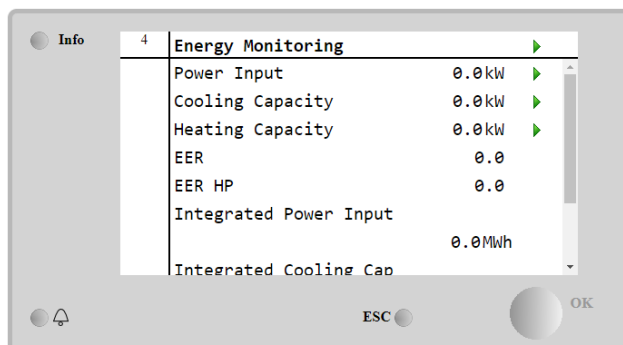 Info
4 Energy Monitoring
Power Input 0.0kW
Cooling Capacity 0.0kW
Heating Capacity 0.0kW
EER 0.0
EER HP 0.0
Integrated Power Input
0.0MWh
Integrated Cooling Cap
ESC
OK